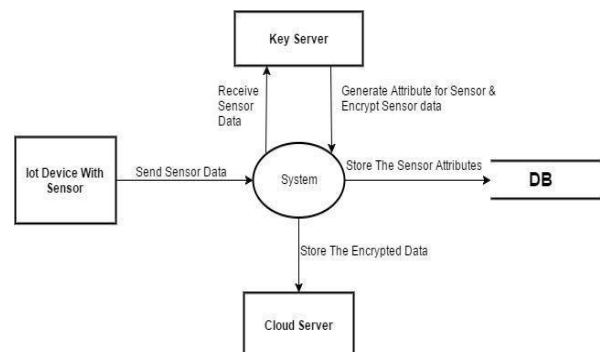 Key Server
Receive
Sensor
Data
Generate Attribute for Sensor &
Encrypt Sensor data
Iot Device With
Sensor
Send Sensor Data
System
Store The Sensor Attributes
DB
Store The Encrypted Data
Cloud Server